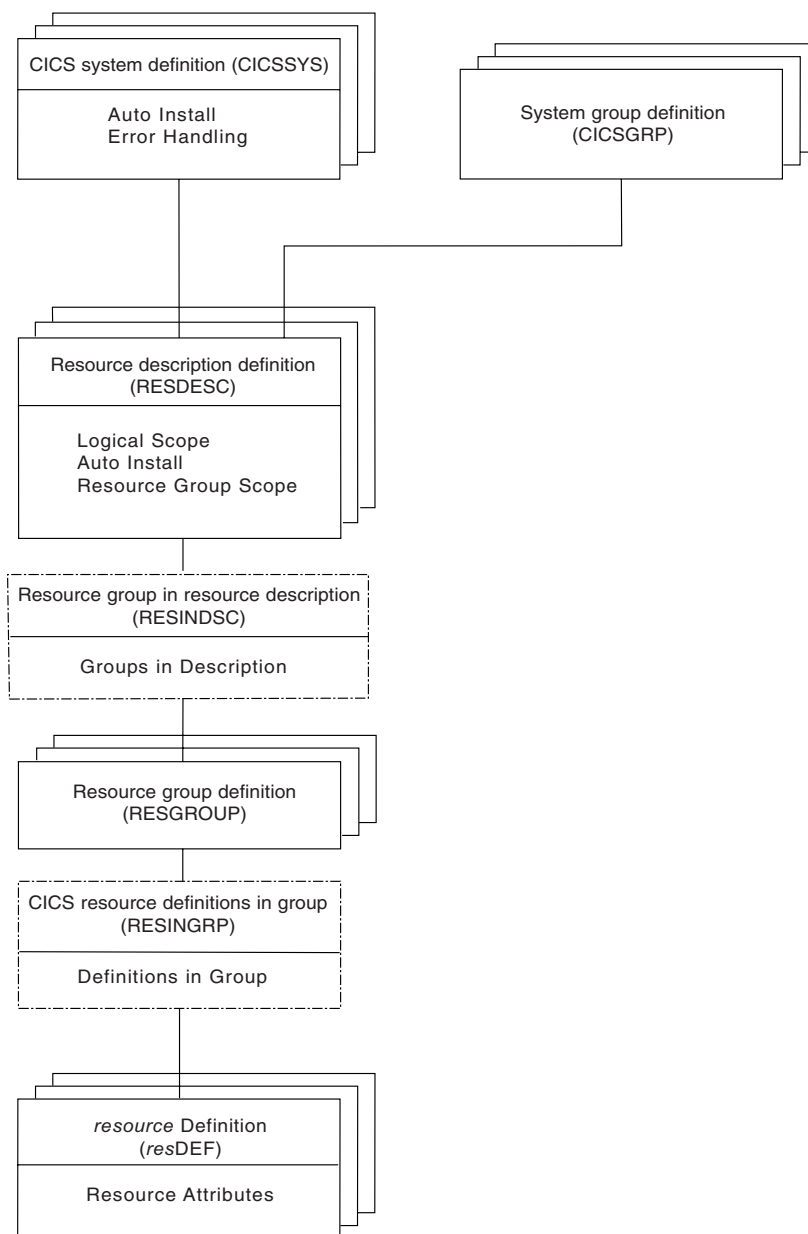 CICS system definition (CICSSYS)
Auto Install
Error Handling
System group definition
(CICSGRP)
Resource description definition
(RESDESC)
Logical Scope
Auto Install
Resource Group Scope
Resource group in resource description
(RESINDSC)
Groups in Description
Resource group definition
(RESGROUP)
CICS resource definitions in group
(RESINGRP)
Definitions in Group
resource Definition
(resDEF)
Resource Attributes